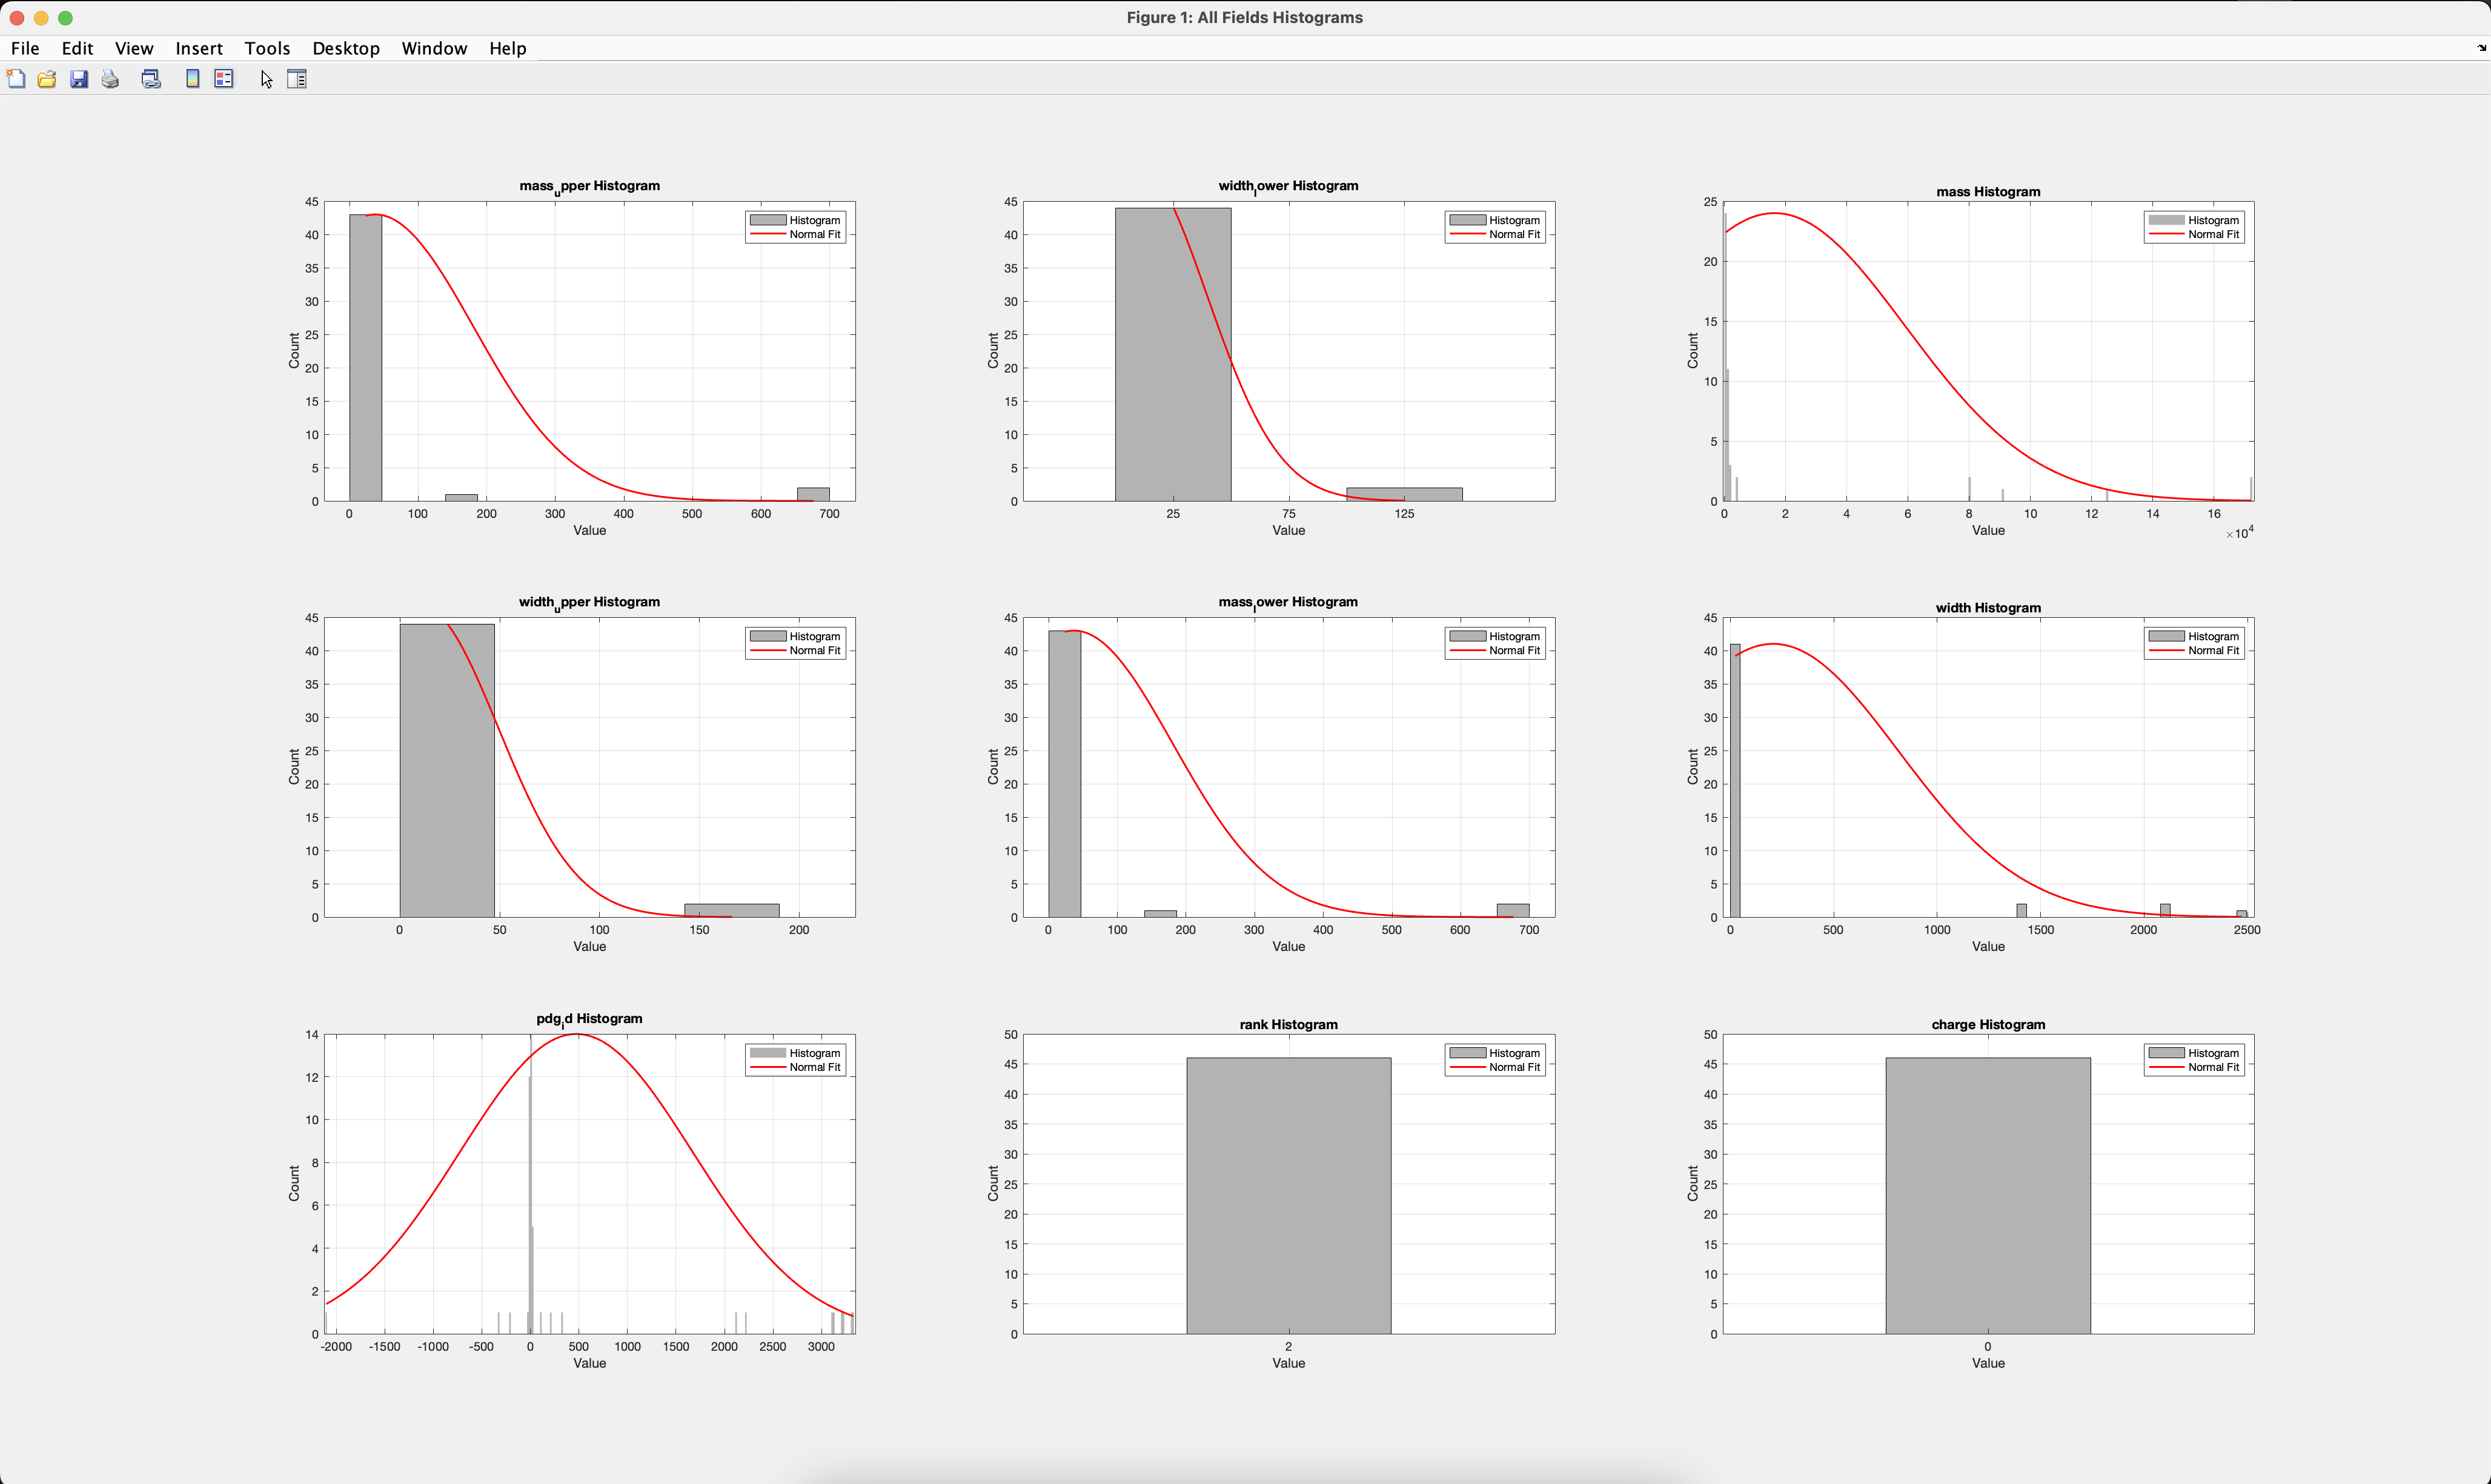 Figure 1: All Fields Histograms
File Edit View Insert Tools Desktop Window Help
mass_upper Histogram
Histogram
Normal Fit
Count
45
40
35
30
25
20
15
10
5
0
0 100 200 300 400 500 600 700
Value
width_lower Histogram
Histogram
Normal Fit
Count
45
40
35
30
25
20
15
10
5
0
25 75 125
Value
mass Histogram
Histogram
Normal Fit
Count
25
20
15
10
5
0
0 2 4 6 8 10 12 14 16
Value
×10⁴
width_upper Histogram
Histogram
Normal Fit
Count
45
40
35
30
25
20
15
10
5
0
0 50 100 150 200
Value
mass_lower Histogram
Histogram
Normal Fit
Count
45
40
35
30
25
20
15
10
5
0
0 100 200 300 400 500 600 700
Value
width Histogram
Histogram
Normal Fit
Count
45
40
35
30
25
20
15
10
5
0
0 500 1000 1500 2000 2500
Value
pdg_id Histogram
Histogram
Normal Fit
Count
14
12
10
8
6
4
2
0
-2000 -1500 -1000 -500 0 500 1000 1500 2000 2500 3000
Value
rank Histogram
Histogram
Normal Fit
Count
50
45
40
35
30
25
20
15
10
5
0
2
Value
charge Histogram
Histogram
Normal Fit
Count
50
45
40
35
30
25
20
15
10
5
0
0
Value